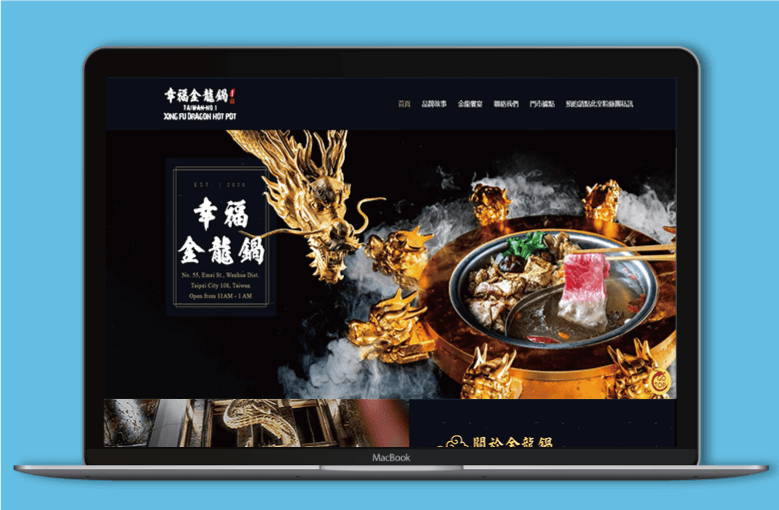 幸福金龍鍋
TAIWAN NO 1
XING FU DRAGON HOT POT
首頁 品牌故事 金龍饗宴 聯絡我們 門市據點
EST. | 2020
幸福
金龍鍋
No. 55, Emei St., Wanhua Dist.
Taipei City 108, Taiwan
Open from 11AM - 1 AM
關於金龍鍋
MacBook